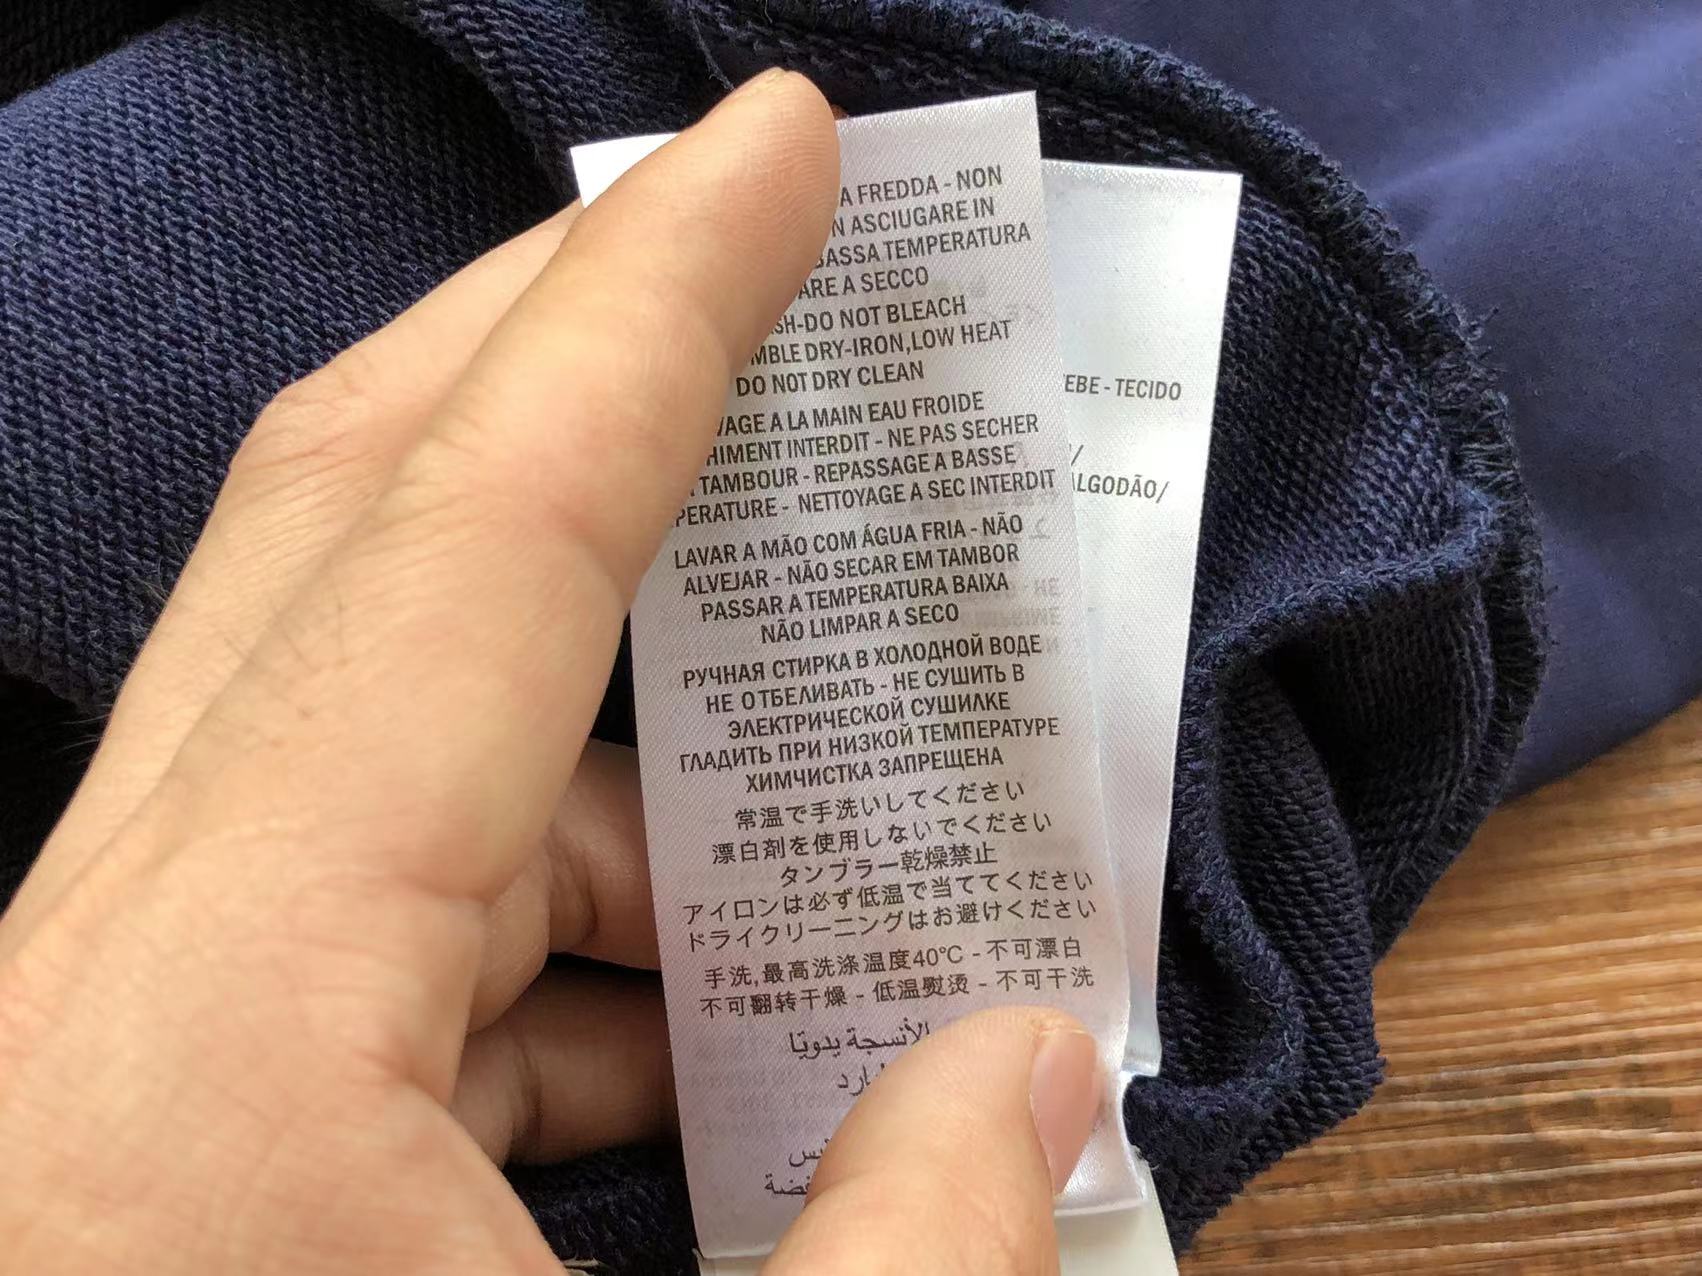 A FREDDA - NON
ASCIUGARE IN
BASSA TEMPERATURA
A SECCO
DO NOT BLEACH
DRY-IRON,LOW HEAT
DO NOT DRY CLEAN
A LA MAIN EAU FROIDE
INTERDIT - NE PAS SECHER
TAMBOUR - REPASSAGE A BASSE
- NETTOYAGE A SEC INTERDIT
LAVAR A MÃO COM ÁGUA FRIA - NÃO
ALVEJAR - NÃO SECAR EM TAMBOR
PASSAR A TEMPERATURA BAIXA
NÃO LIMPAR A SECO
РУЧНАЯ СТИРКА В ХОЛОДНОЙ ВОДЕ
НЕ ОТБЕЛИВАТЬ - НЕ СУШИТЬ В
ЭЛЕКТРИЧЕСКОЙ СУШИЛКЕ
ГЛАДИТЬ ПРИ НИЗКОЙ ТЕМПЕРАТУРЕ
ХИМЧИСТКА ЗАПРЕЩЕНА
常温で手洗いしてください
漂白剤を使用しないでください
タンブラー乾燥禁止
アイロンは必ず低温で当ててください
ドライクリーニングはお避けください
手洗,最高洗涤温度40℃ - 不可漂白
不可翻转干燥 - 低温熨烫 - 不可干洗
الأنسجة يدويًا
- TECIDO
ALGODÃO/